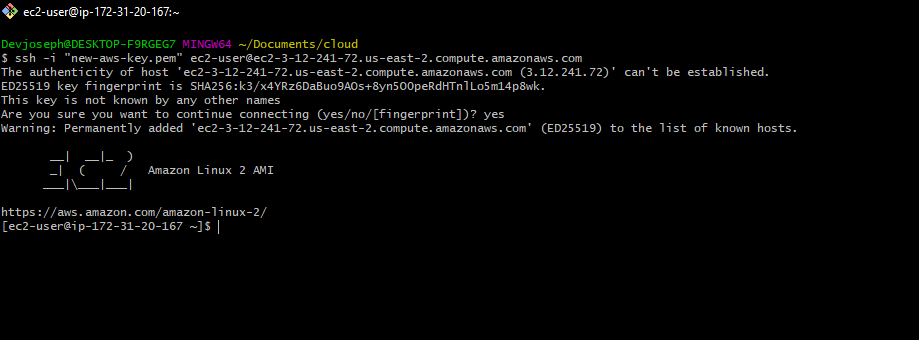 ec2-user@ip-172-31-20-167:~
Devjoseph@DESKTOP-F9RGEG7 MINGW64 ~/Documents/cloud
$ ssh -i "new-aws-key.pem" ec2-user@ec2-3-12-241-72.us-east-2.compute.amazonaws.com
The authenticity of host 'ec2-3-12-241-72.us-east-2.compute.amazonaws.com (3.12.241.72)' can't be established.
ED25519 key fingerprint is SHA256:k3/x4YRz6DaBuo9AOs+8yn5OOpeRdHTnlLo5m14p8wk.
This key is not known by any other names
Are you sure you want to continue connecting (yes/no/[fingerprint])? yes
Warning: Permanently added 'ec2-3-12-241-72.us-east-2.compute.amazonaws.com' (ED25519) to the list of known hosts.
       __|  __|_  )
       _|  (     /   Amazon Linux 2 AMI
      ___|\___|___|
https://aws.amazon.com/amazon-linux-2/
[ec2-user@ip-172-31-20-167 ~]$